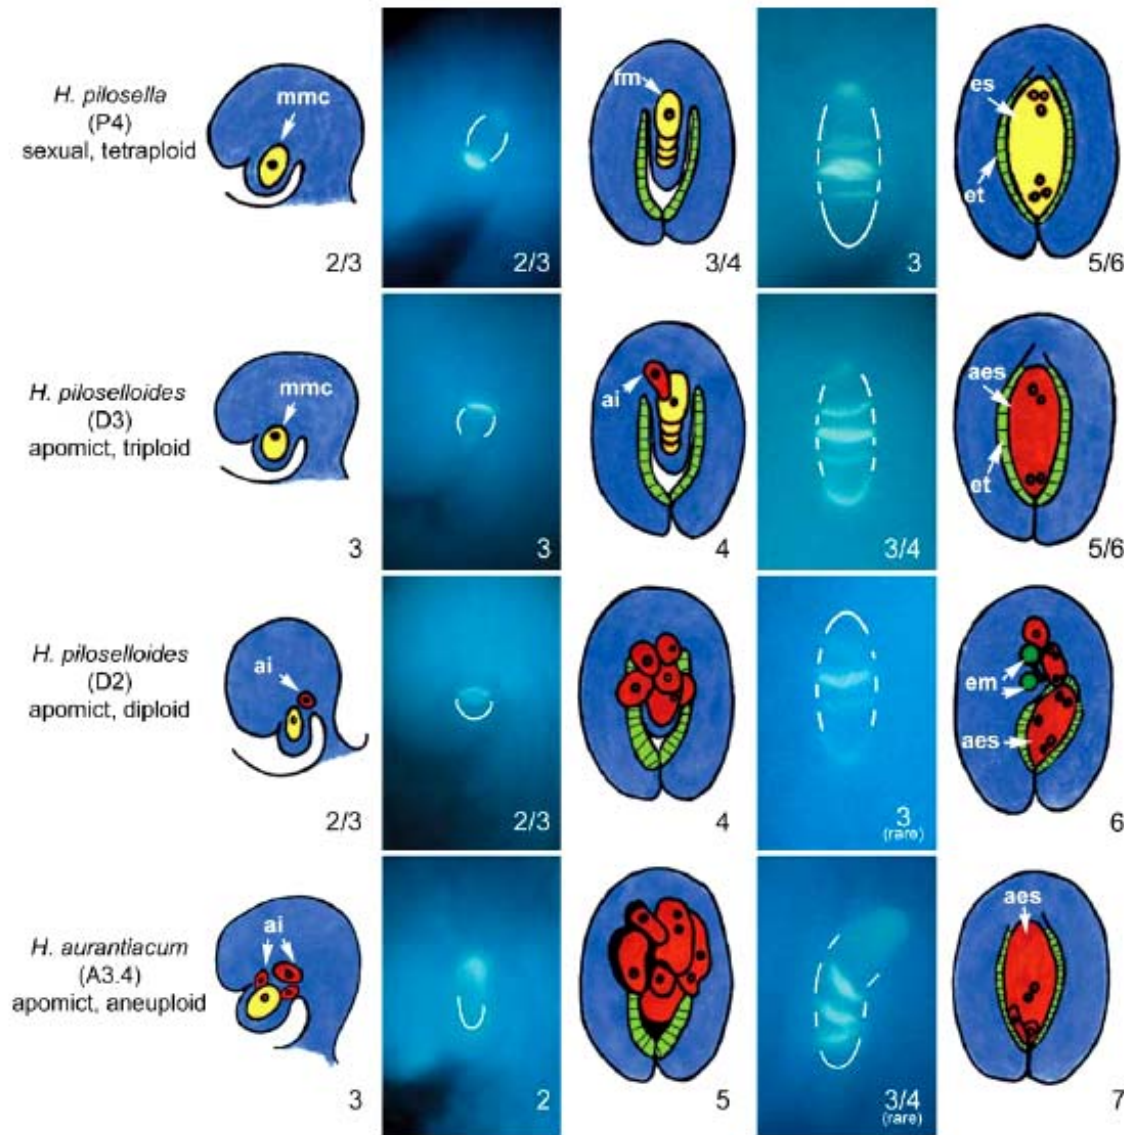 H. pilosella
(P4)
sexual, tetraploid
mmc
2/3
2/3
fm
3/4
3
es
et
5/6
H. piloselloides
(D3)
apomict, triploid
mmc
3
3
ai
4
3/4
aes
et
5/6
H. piloselloides
(D2)
apomict, diploid
ai
2/3
2/3
4
3
(rare)
em
aes
6
H. aurantiacum
(A3.4)
apomict, aneuploid
ai
3
2
5
3/4
(rare)
aes
7